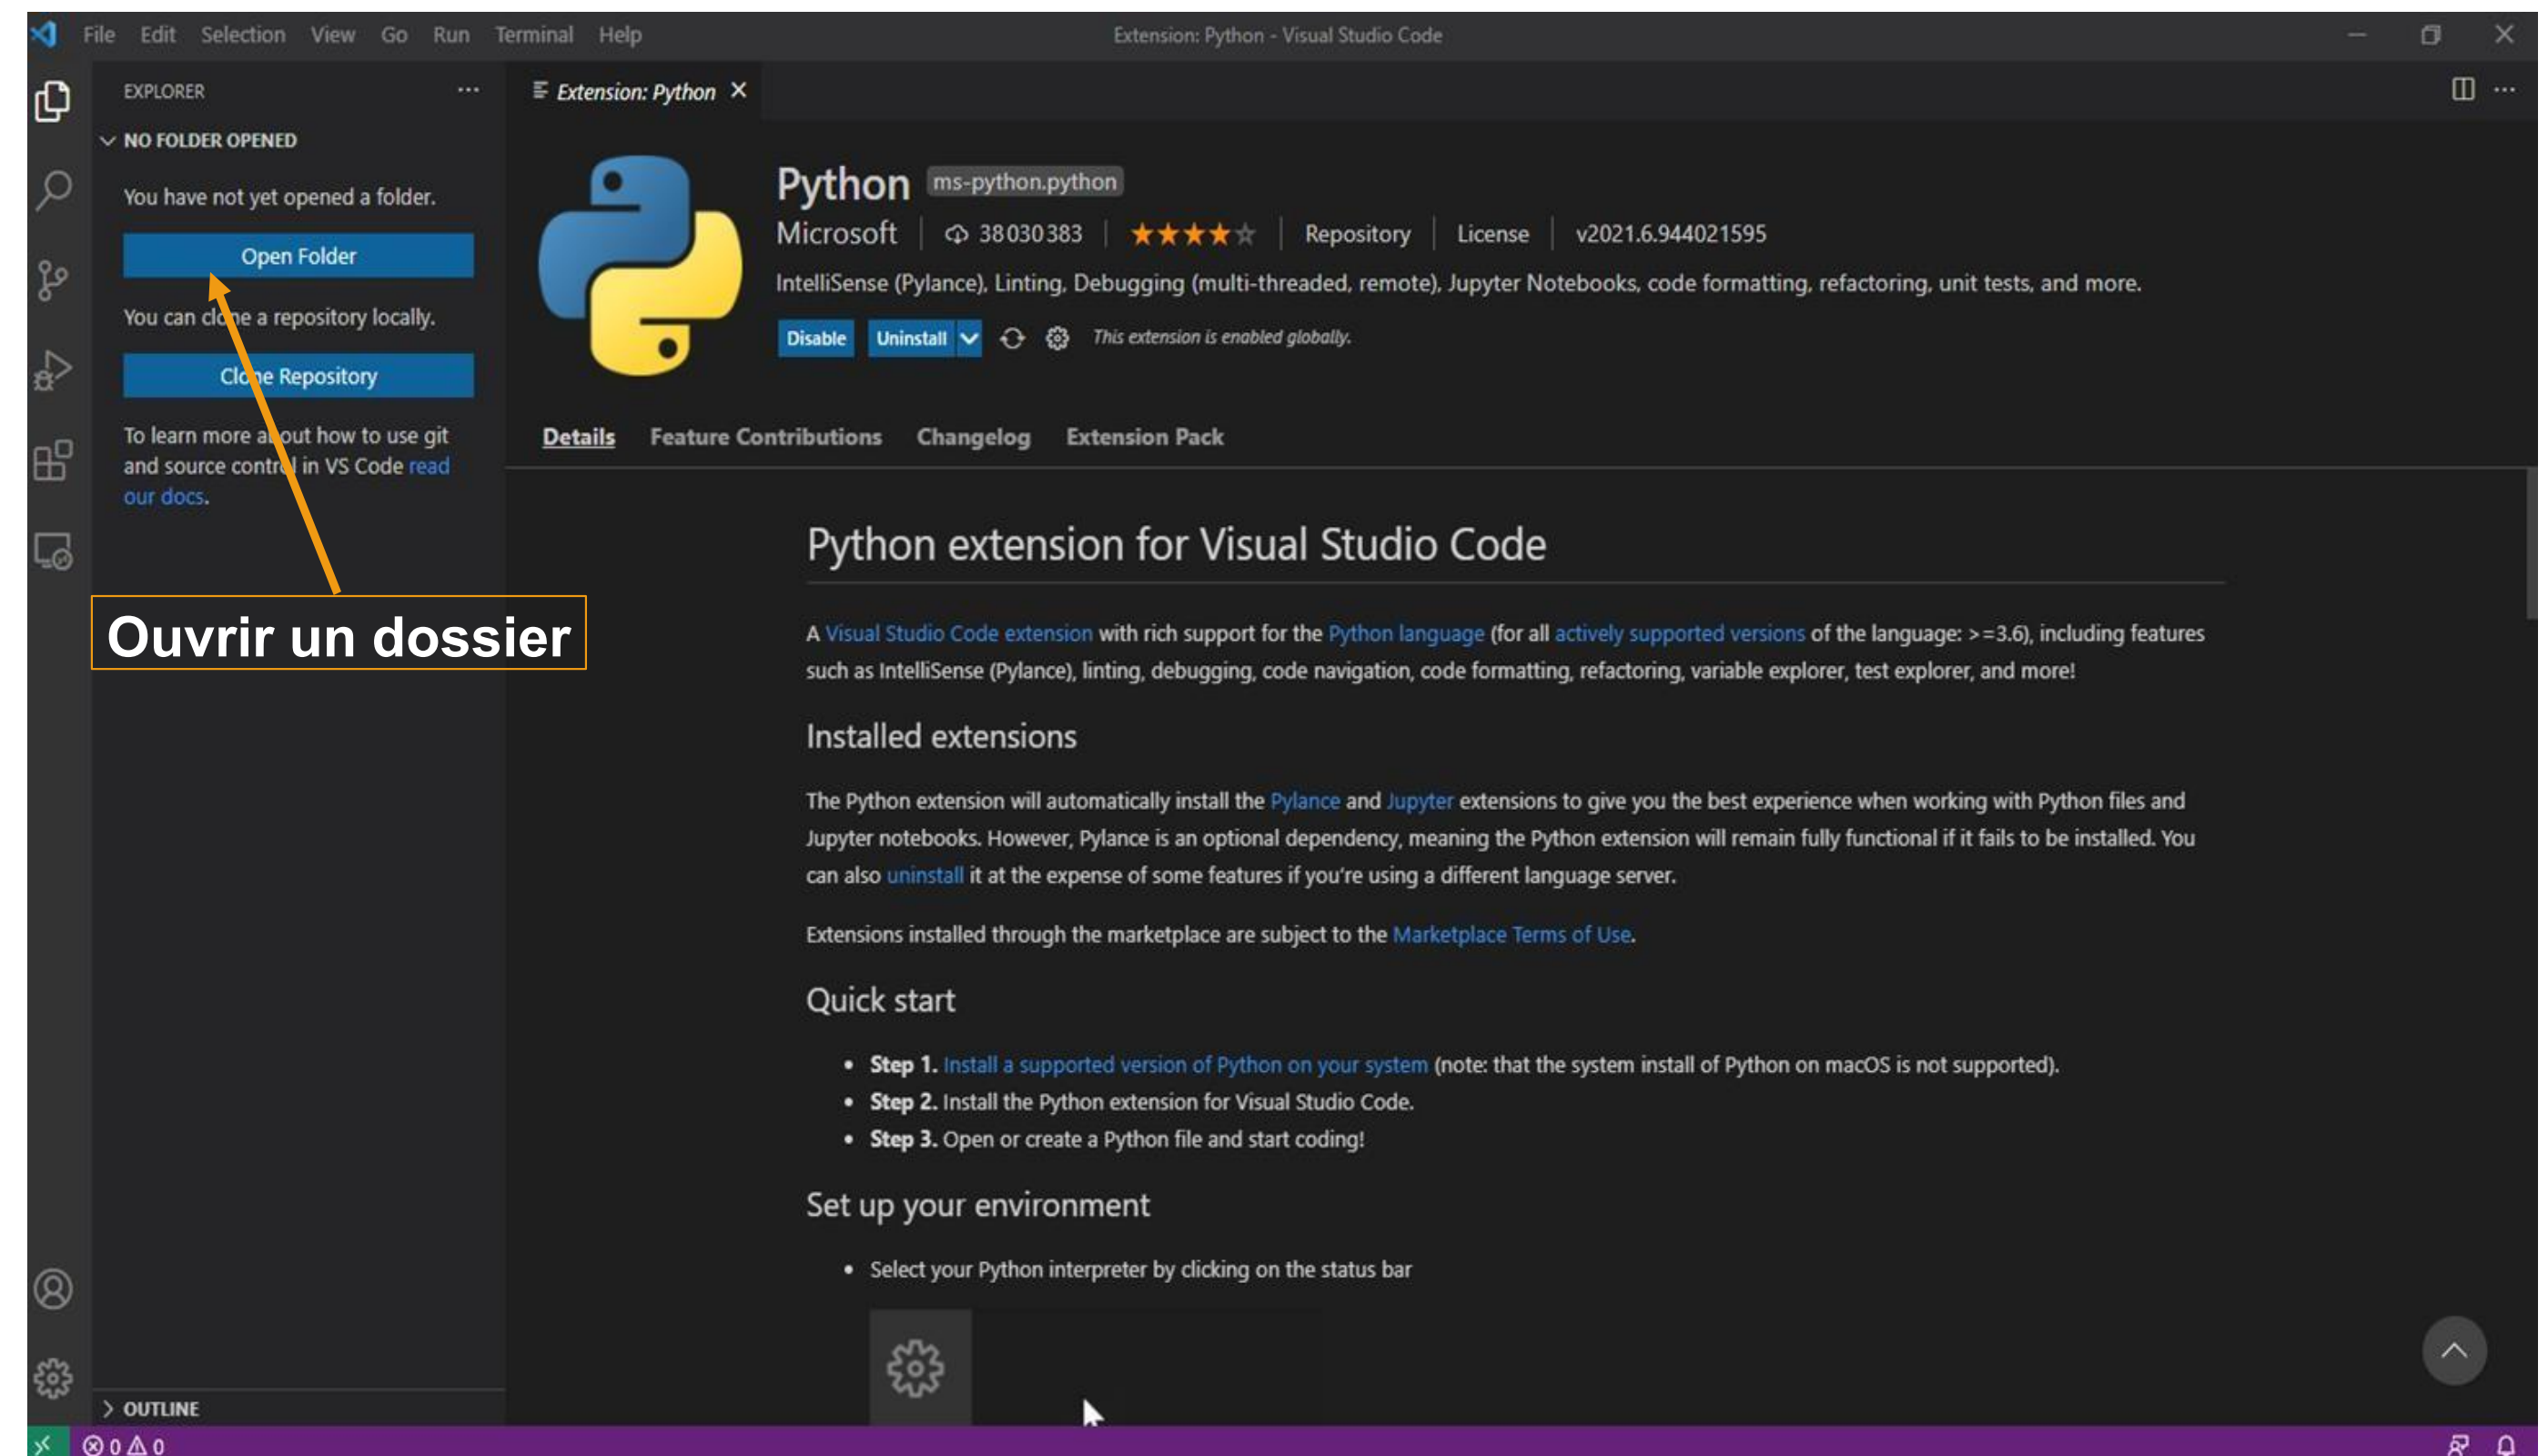 File Edit Selection View Go Run Terminal Help
Extension: Python - Visual Studio Code
EXPLORER
Extension: Python
NO FOLDER OPENED
You have not yet opened a folder.
Open Folder
You can clone a repository locally.
Clone Repository
To learn more about how to use git
and source control in VS Code read
our docs.
Ouvrir un dossier
OUTLINE
Python ms-python.python
Microsoft 38030383 Repository License v2021.6.944021595
IntelliSense (Pylance), Linting, Debugging (multi-threaded, remote), Jupyter Notebooks, code formatting, refactoring, unit tests, and more.
Disable Uninstall This extension is enabled globally.
Details Feature Contributions Changelog Extension Pack
Python extension for Visual Studio Code
A Visual Studio Code extension with rich support for the Python language (for all actively supported versions of the language: >=3.6), including features
such as IntelliSense (Pylance), linting, debugging, code navigation, code formatting, refactoring, variable explorer, test explorer, and more!
Installed extensions
The Python extension will automatically install the Pylance and Jupyter extensions to give you the best experience when working with Python files and
Jupyter notebooks. However, Pylance is an optional dependency, meaning the Python extension will remain fully functional if it fails to be installed. You
can also uninstall it at the expense of some features if you're using a different language server.
Extensions installed through the marketplace are subject to the Marketplace Terms of Use.
Quick start
• Step 1. Install a supported version of Python on your system (note: that the system install of Python on macOS is not supported).
• Step 2. Install the Python extension for Visual Studio Code.
• Step 3. Open or create a Python file and start coding!
Set up your environment
• Select your Python interpreter by clicking on the status bar
0 0